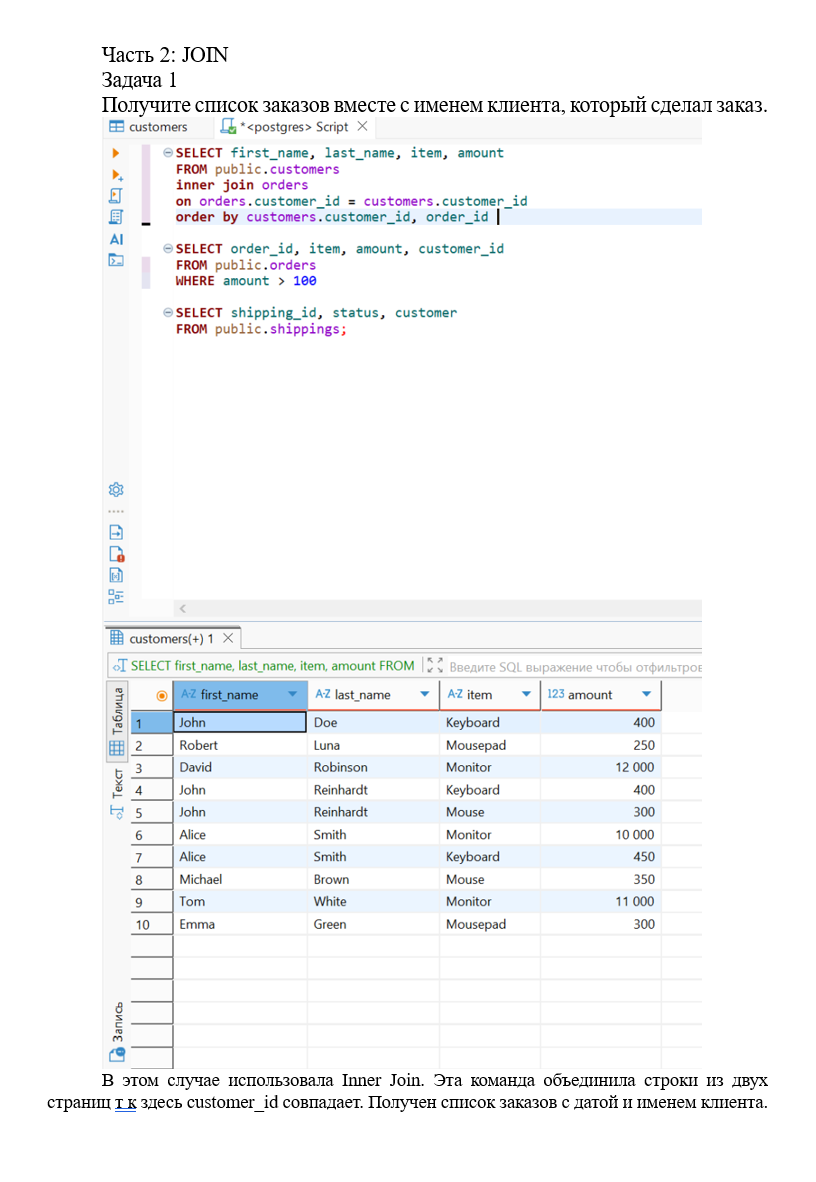 Часть 2: JOIN
Задача 1
Получите список заказов вместе с именем клиента, который сделал заказ.
customers *<postgres> Script
SELECT first_name, last_name, item, amount
FROM public.customers
inner join orders
on orders.customer_id = customers.customer_id
order by customers.customer_id, order_id
AI
SELECT order_id, item, amount, customer_id
FROM public.orders
WHERE amount > 100
SELECT shipping_id, status, customer
FROM public.shippings;
customers(+) 1
SELECT first_name, last_name, item, amount FROM Введите SQL выражение чтобы отфильтров
Таблица
Текст
Запись
A-Z first_name A-Z last_name A-Z item 123 amount
1 John Doe Keyboard 400
2 Robert Luna Mousepad 250
3 David Robinson Monitor 12 000
4 John Reinhardt Keyboard 400
5 John Reinhardt Mouse 300
6 Alice Smith Monitor 10 000
7 Alice Smith Keyboard 450
8 Michael Brown Mouse 350
9 Tom White Monitor 11 000
10 Emma Green Mousepad 300
В этом случае использовала Inner Join. Эта команда объединила строки из двух
страниц т к здесь customer_id совпадает. Получен список заказов с датой и именем клиента.